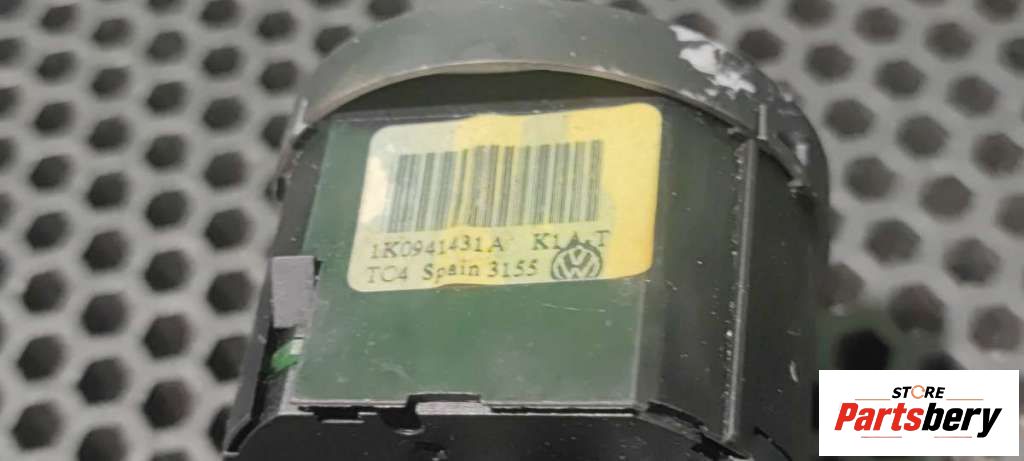 1K0941431A K1A T
TC4 Spain 3155
STORE
Partsbery